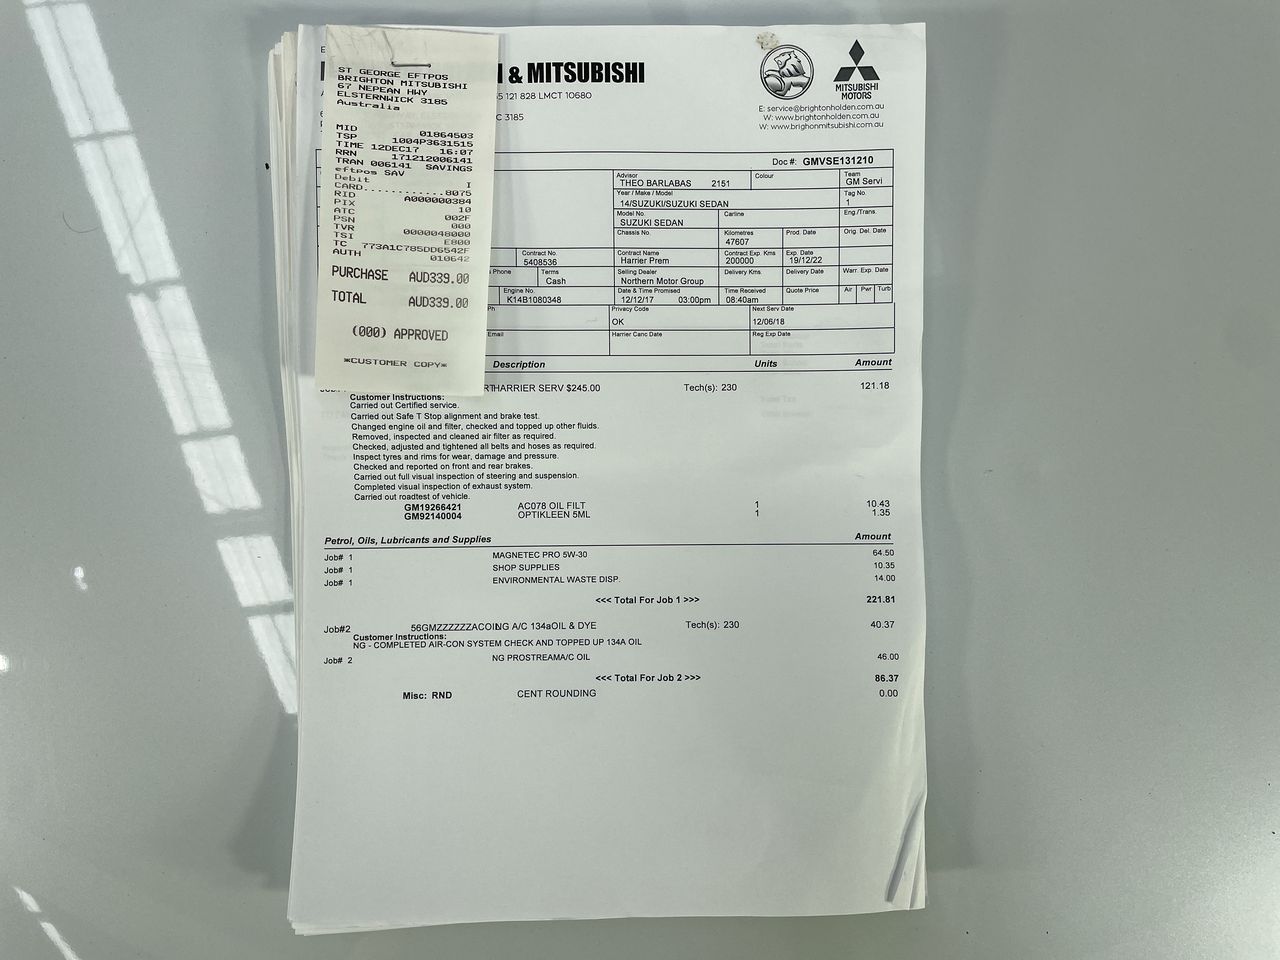 ST GEORGE EFTPOS
BRIGHTON MITSUBISHI
67 NEPEAN HWY
ELSTERNWICK 3185
Australia
MID 01864503
TSP 1004P3631515
TIME 12DEC17 16:07
RRN 171212006141
TRAN 006141 SAVINGS
eftpos SAV
Debit I
CARD............8075
RID A000000384
PIX 10
ATC 002F
PSN 000
TVR 0000048000
TSI E800
TC 773A1C785DD6542F
AUTH 010642
PURCHASE AUD339.00
TOTAL AUD339.00
(000) APPROVED
*CUSTOMER COPY*
& MITSUBISHI
5 121 828 LMCT 10680
C 3185
MITSUBISHI
MOTORS
E: service@brightonholden.com.au
W: www.brightonholden.com.au
W: www.brighonmitsubishi.com.au
Doc #: GMVSE131210
Advisor Colour Team
THEO BARLABAS 2151 GM Servi
Year / Make / Model Tag No.
14/SUZUKI/SUZUKI SEDAN 1
Model No. Carline Eng./Trans.
SUZUKI SEDAN
Chassis No. Kilometres Prod. Date Orig. Del. Date
47607
Contract No. Contract Name Contract Exp. Kms Exp. Date
5408536 Harrier Prem 200000 19/12/22
Phone Terms Selling Dealer Delivery Kms. Delivery Date Warr. Exp. Date
Cash Northern Motor Group
Engine No. Date & Time Promised Time Received Quote Price Air Pwr Turb
K14B1080348 12/12/17 03:00pm 08:40am
Ph Privacy Code Next Serv Date
OK 12/06/18
Email Harrier Canc Date Reg Exp Date
Description Units Amount
HARRIER SERV $245.00 Tech(s): 230 121.18
Customer Instructions:
Carried out Certified service.
Carried out Safe T Stop alignment and brake test.
Changed engine oil and filter, checked and topped up other fluids.
Removed, inspected and cleaned air filter as required.
Checked, adjusted and tightened all belts and hoses as required.
Inspect tyres and rims for wear, damage and pressure.
Checked and reported on front and rear brakes.
Carried out full visual inspection of steering and suspension.
Completed visual inspection of exhaust system.
Carried out roadtest of vehicle.
GM19266421 AC078 OIL FILT 1 10.43
GM92140004 OPTIKLEEN 5ML 1 1.35
Petrol, Oils, Lubricants and Supplies Amount
Job# 1 MAGNETEC PRO 5W-30 64.50
Job# 1 SHOP SUPPLIES 10.35
Job# 1 ENVIRONMENTAL WASTE DISP. 14.00
<<< Total For Job 1 >>> 221.81
Job#2 56GMZZZZZZACOIL NG A/C 134aOIL & DYE Tech(s): 230 40.37
Customer Instructions:
NG - COMPLETED AIR-CON SYSTEM CHECK AND TOPPED UP 134A OIL
Job# 2 NG PROSTREAMA/C OIL 46.00
<<< Total For Job 2 >>> 86.37
Misc: RND CENT ROUNDING 0.00